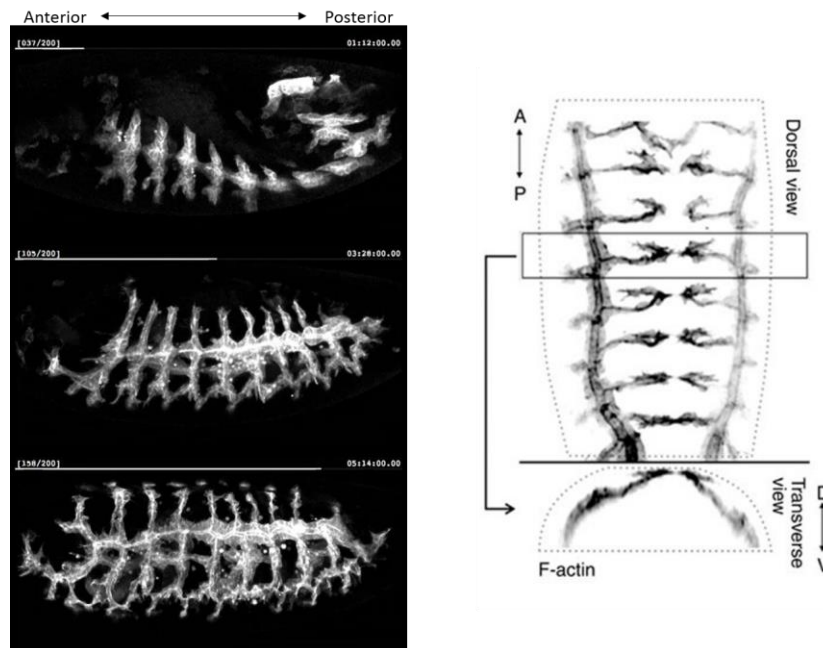 Anterior
Posterior
[037/200]
01:12:00.00
[105/200]
03:28:00.00
[158/200]
05:14:00.00
A
P
Dorsal view
Transverse
view
F-actin